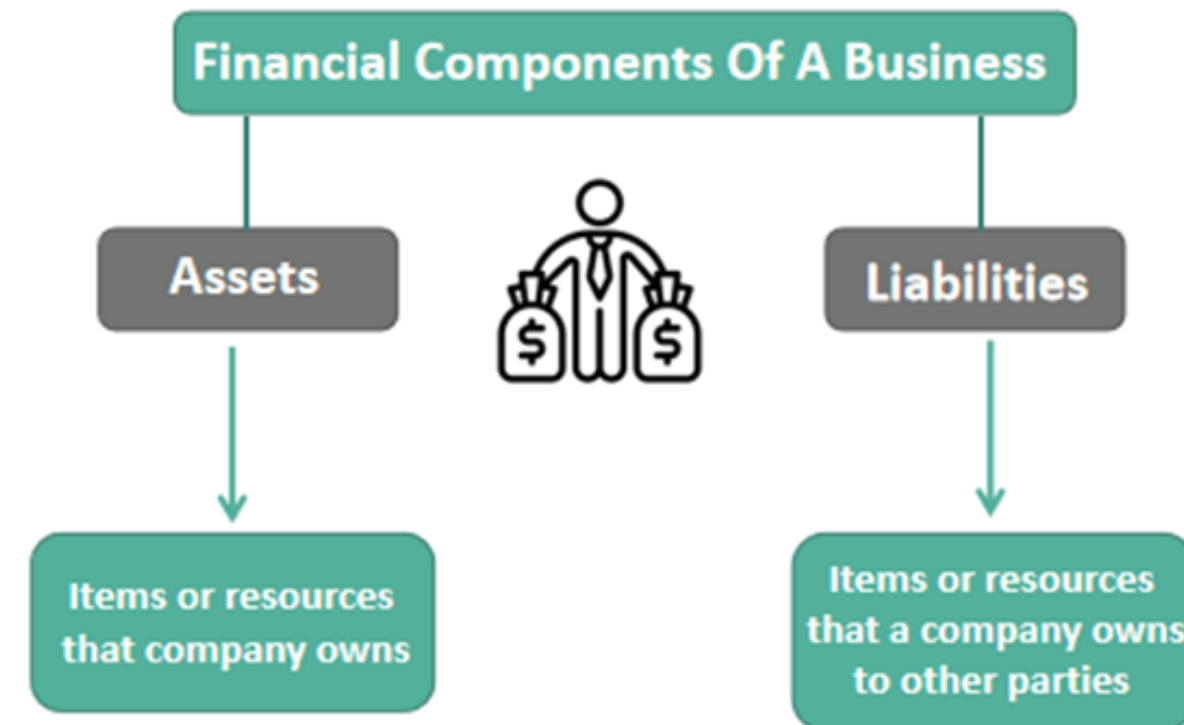 Financial Components Of A Business
Assets
Liabilities
$
$
Items or resources
that company owns
Items or resources
that a company owns
to other parties